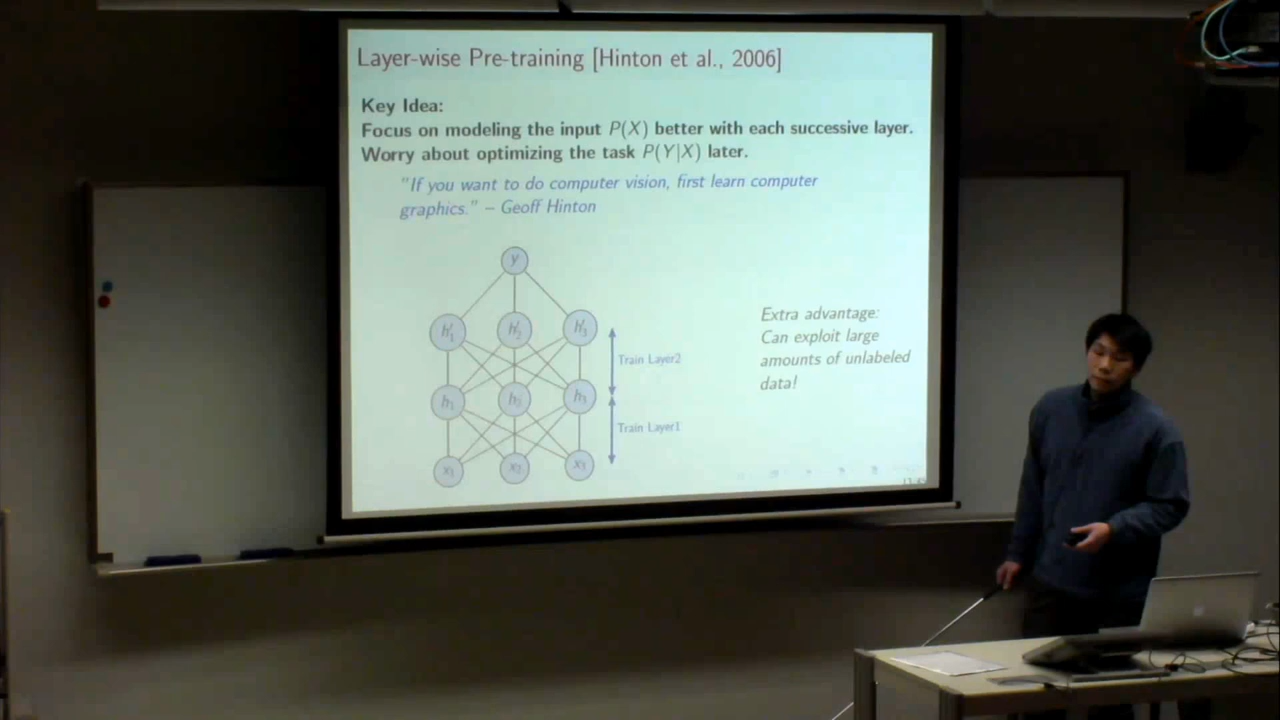 Layer-wise Pre-training [Hinton et al., 2006]
Key Idea:
Focus on modeling the input P(X) better with each successive layer.
Worry about optimizing the task P(Y|X) later.
"If you want to do computer vision, first learn computer
graphics." – Geoff Hinton
y
h'₁ h'₂ h'₃
Train Layer2
h₁ h₂ h₃
Train Layer1
x₁ x₂ x₃
Extra advantage:
Can exploit large
amounts of unlabeled
data!